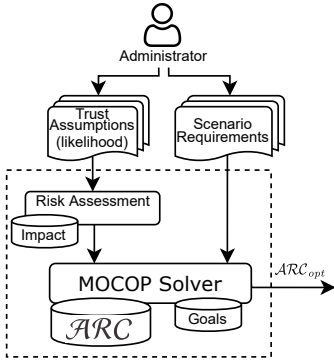 Administrator
Trust
Assumptions
(likelihood)
Scenario
Requirements
Risk Assessment
Impact
MOCOP Solver
ARC
Goals
ARC_opt